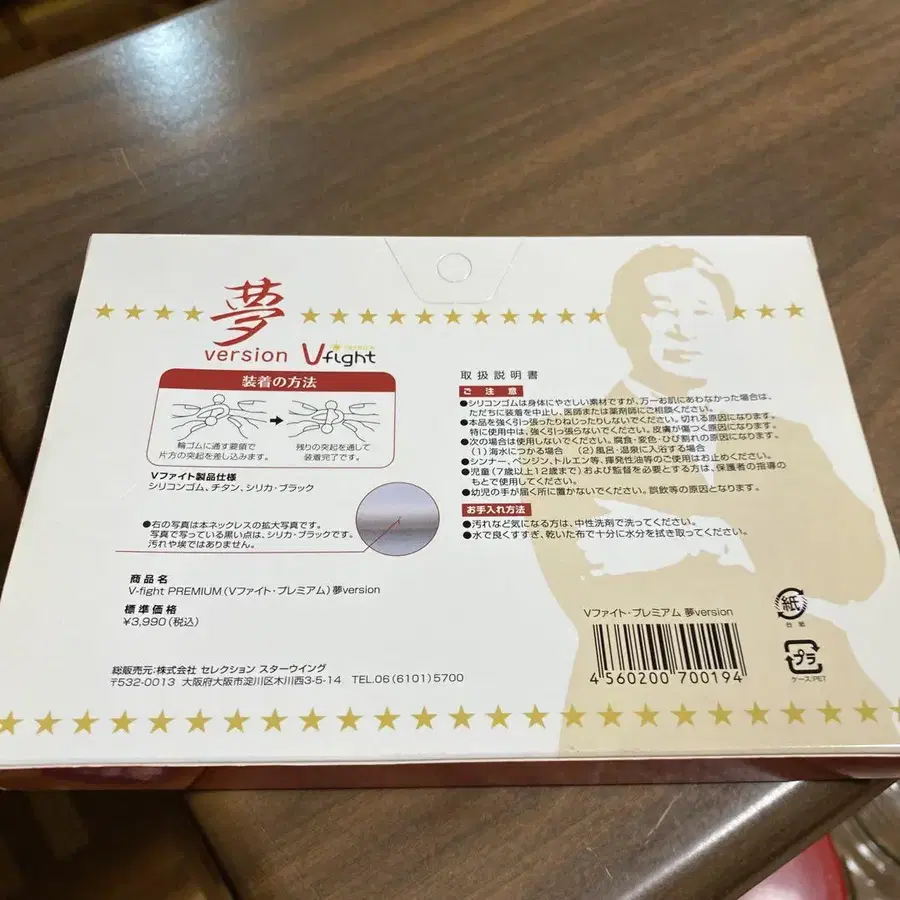 夢
version Vfight
装着の方法
輪ゴムに通す要領で
片方の突起を差し込みます。
残りの突起を通して
装着完了です。
Vファイト製品仕様
シリコンゴム、チタン、シリカ・ブラック
●右の写真は本ネックレスの拡大写真です。
写真で写っている黒い点は、シリカ・ブラックです。
汚れや埃ではありません。
商品名
V-fight PREMIUM(Vファイト・プレミアム)夢version
標準価格
¥3,990(税込)
総販売元:株式会社 セレクション スターウイング
〒532-0013 大阪府大阪市淀川区木川西3-5-14 TEL.06(6101)5700
取扱説明書
ご注意
●シリコンゴムは身体にやさしい素材ですが、万一お肌にあわなかった場合は、
ただちに装着を中止し、医師または薬剤師にご相談ください。
●本品を強く引っ張ったりねじったりしないでください。切れる原因になります。
特に使用中は、強く引っ張らないでください。皮膚が傷つく原因になります。
●次の場合は使用しないでください。腐食・変色・ひび割れの原因になります。
(1)海水につかる場合 (2)風呂・温泉に入浴する場合
●シンナー、ベンジン、トルエン等、揮発性油等のご使用はお止めください。
●児童(7歳以上12歳まで)および監督を必要とする方は、保護者の指導の
もとで使用してください。
●幼児の手が届く所に置かないでください。誤飲等の原因となります。
お手入れ方法
●汚れなど気になる方は、中性洗剤で洗ってください。
●水で良くすすぎ、乾いた布で十分に水分を拭き取ってください。
Vファイト・プレミアム 夢version
4 560200 700194
紙
台紙
プラ
ケース:PET